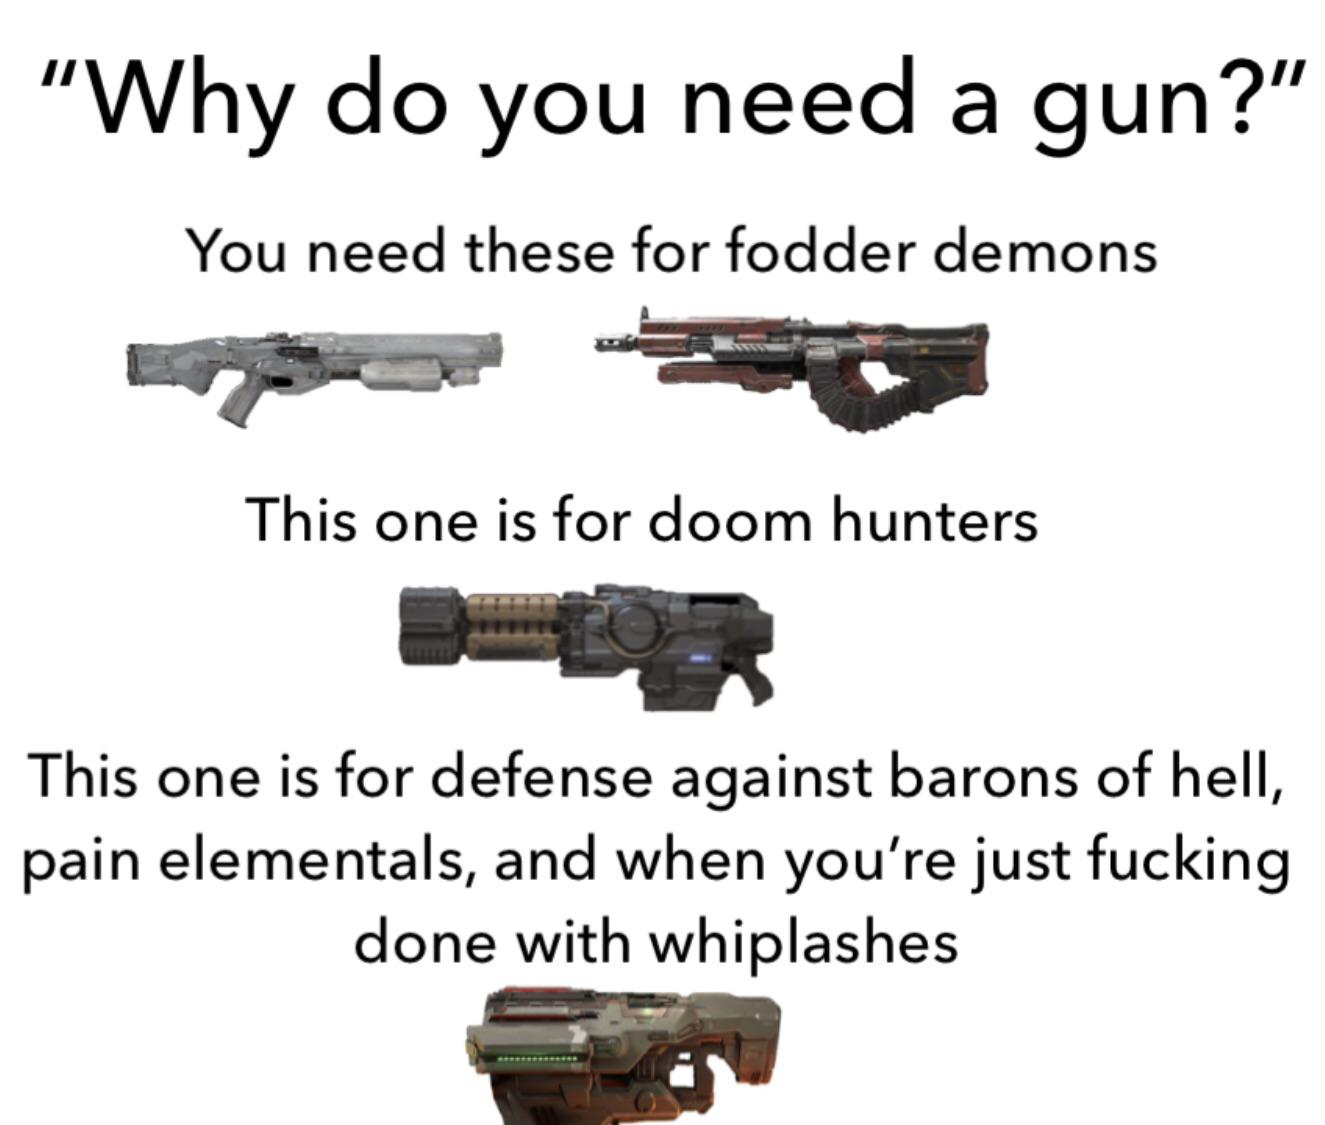 “Why do you need a gun?”
You need these for fodder demons
This one is for doom hunters
This one is for defense against barons of hell,
pain elementals, and when you’re just fucking
done with whiplashes